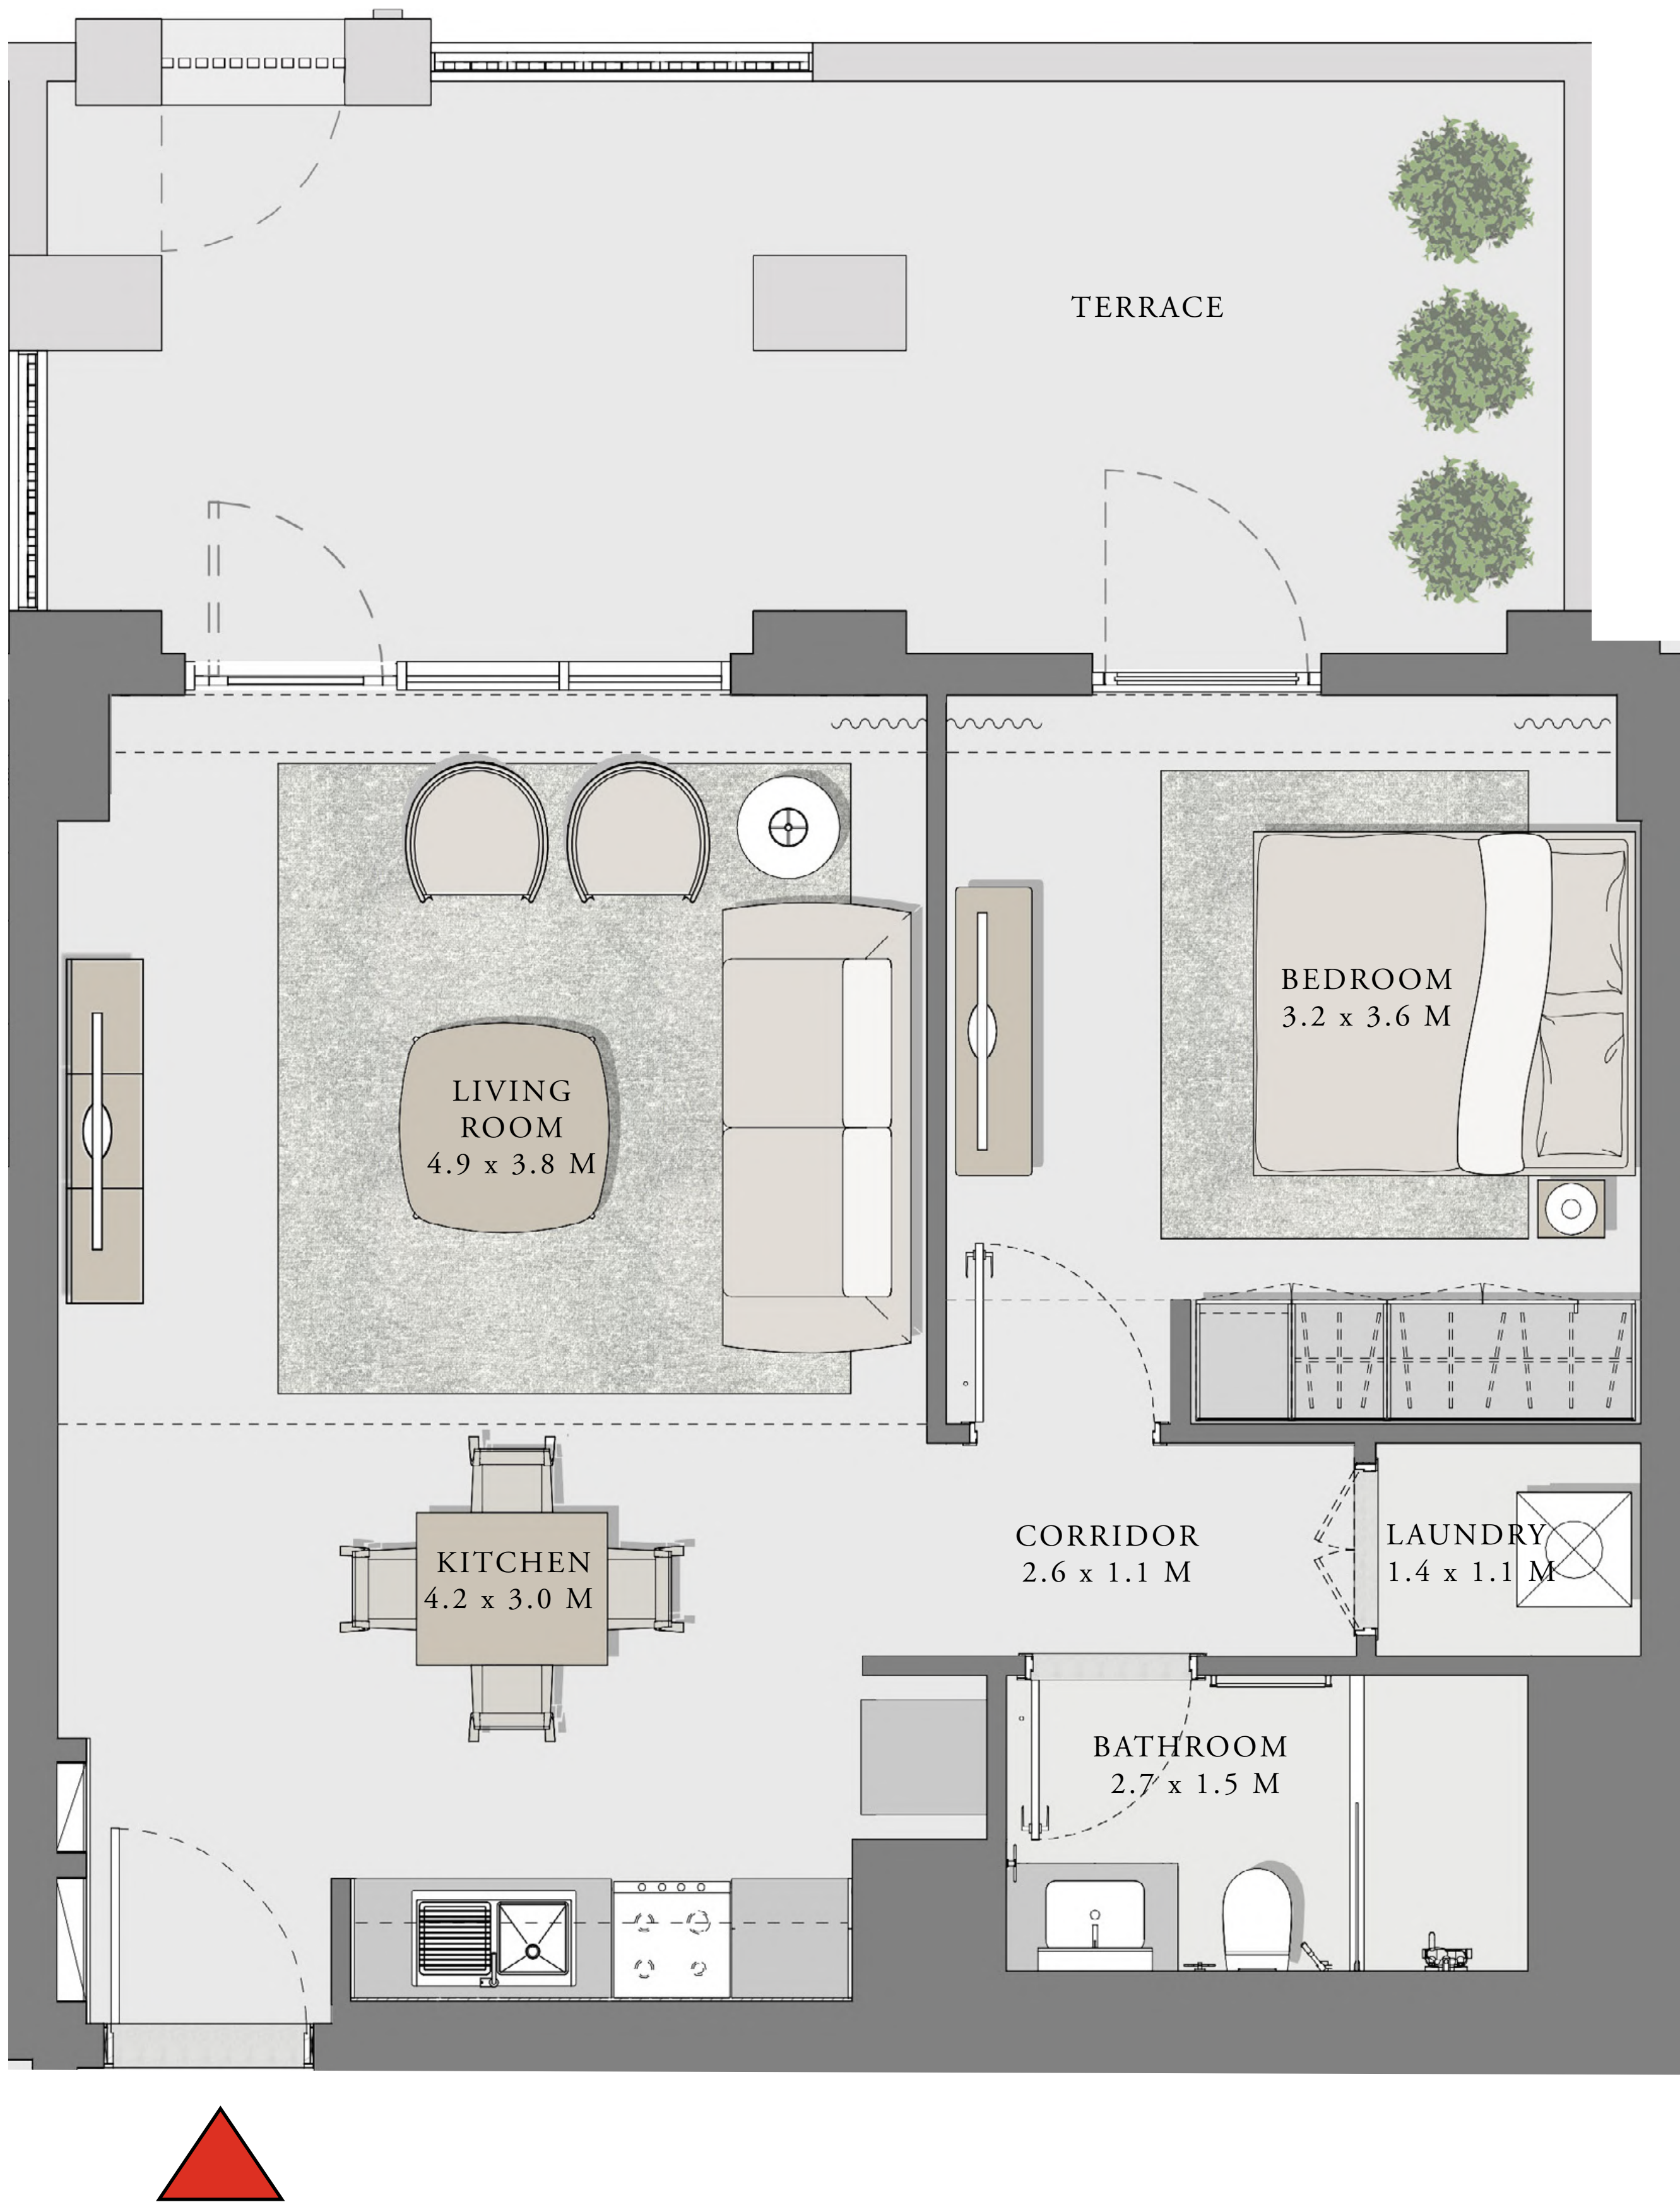 TERRACE
BEDROOM
3.2 x 3.6 M
LIVING
ROOM
4.9 x 3.8 M
CORRIDOR
2.6 x 1.1 M
LAUNDRY
1.4 x 1.1 M
KITCHEN
4.2 x 3.0 M
BATHROOM
2.7 x 1.5 M